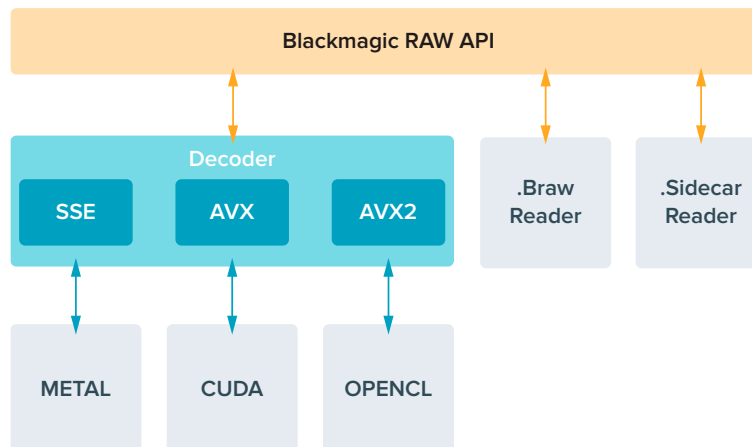 Blackmagic RAW API
Decoder
SSE
AVX
AVX2
.Braw
Reader
.Sidecar
Reader
METAL
CUDA
OPENCL